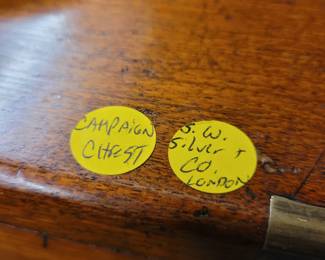 CAMPAIGN
CHEST
S. W.
Silver +
CO.
LONDON